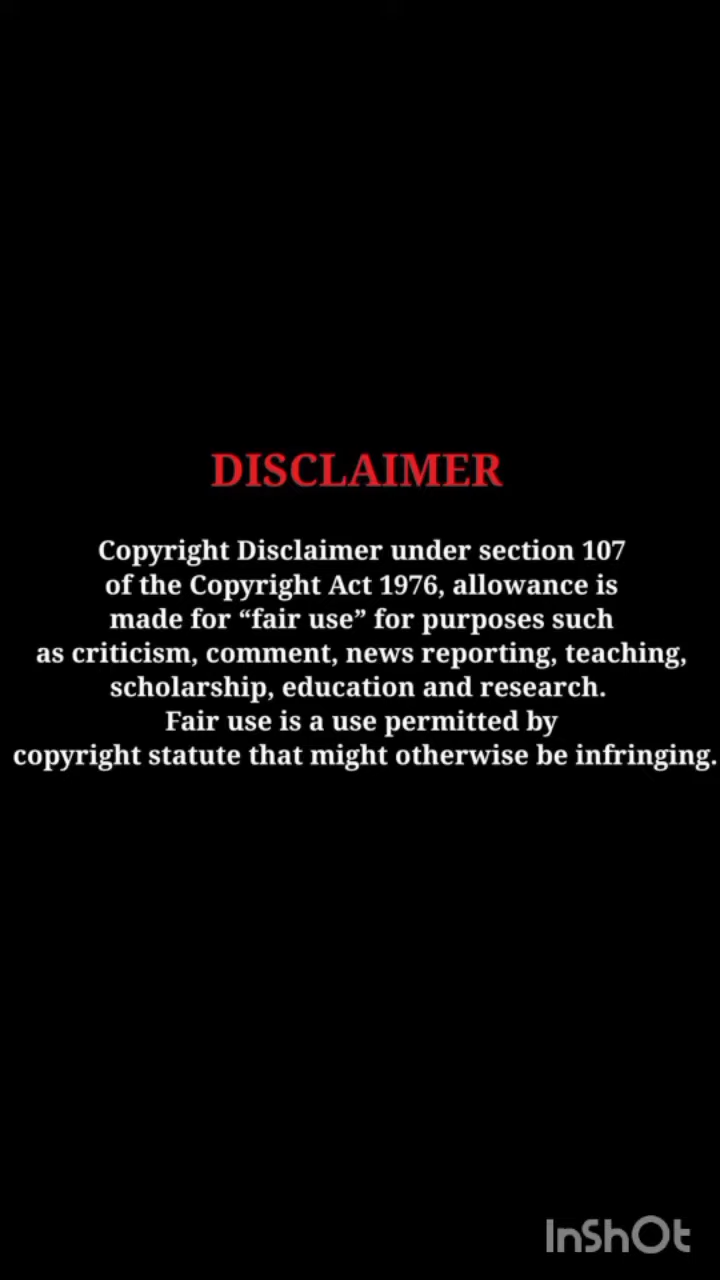 DISCLAIMER
Copyright Disclaimer under section 107
of the Copyright Act 1976, allowance is
made for “fair use” for purposes such
as criticism, comment, news reporting, teaching,
scholarship, education and research.
Fair use is a use permitted by
copyright statute that might otherwise be infringing.
InShOt